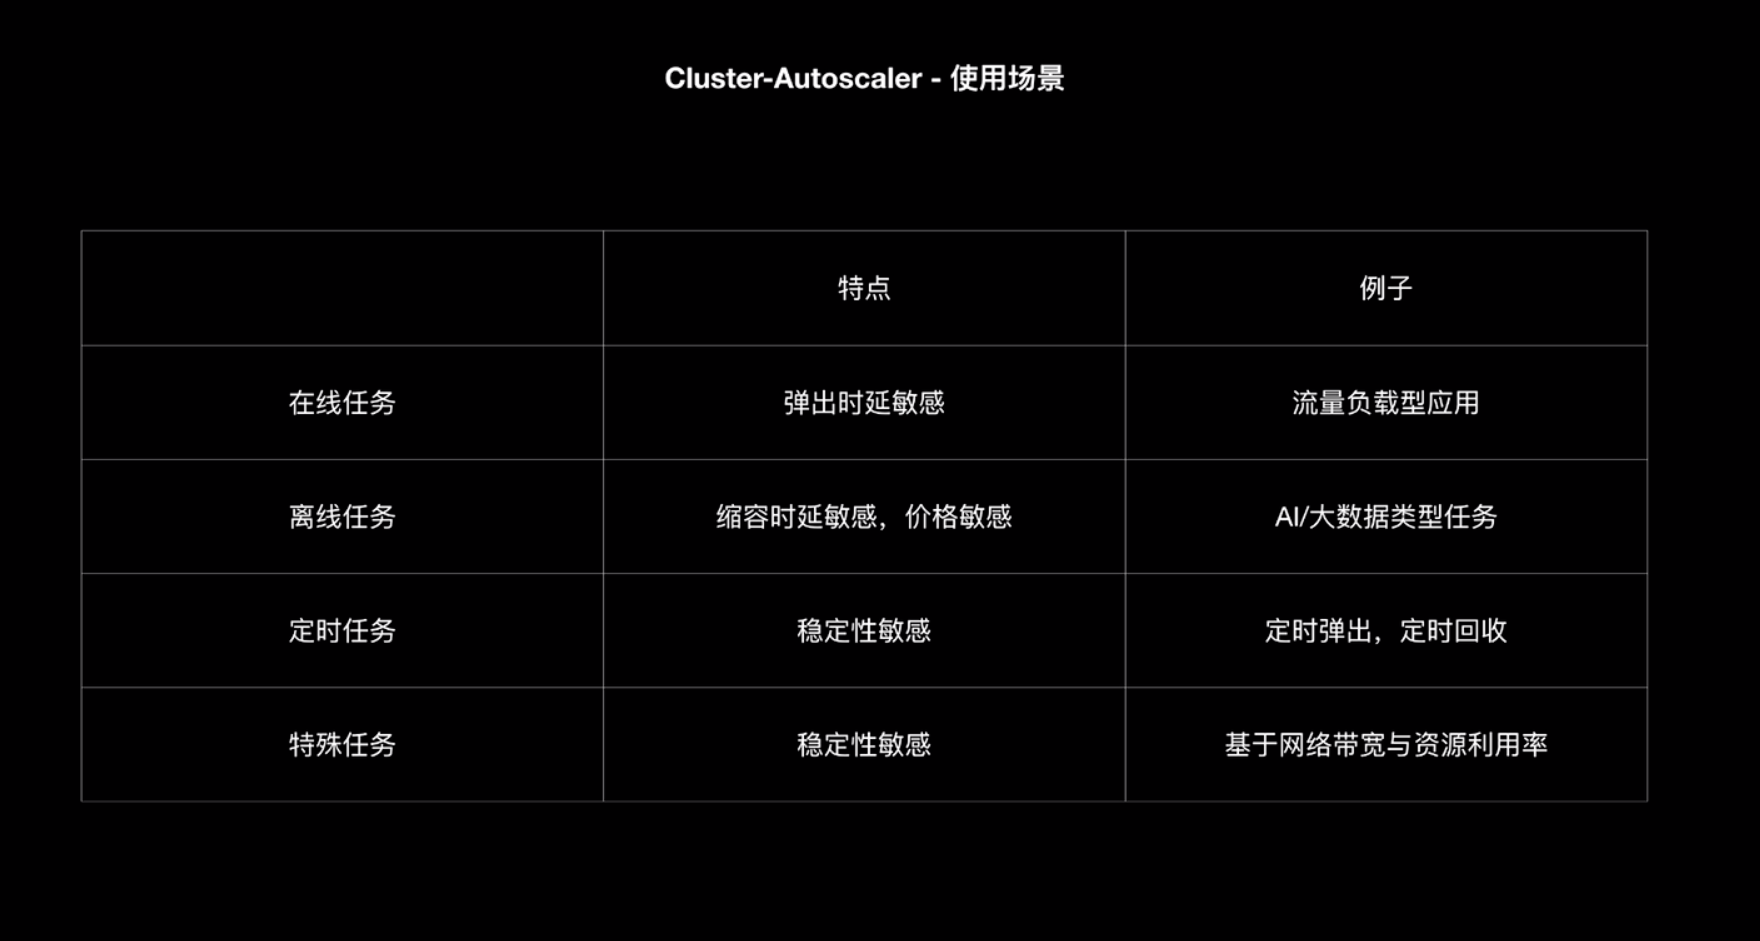 Cluster-Autoscaler - 使用场景
特点 例子
在线任务 弹出时延敏感 流量负载型应用
离线任务 缩容时延敏感，价格敏感 AI/大数据类型任务
定时任务 稳定性敏感 定时弹出，定时回收
特殊任务 稳定性敏感 基于网络带宽与资源利用率